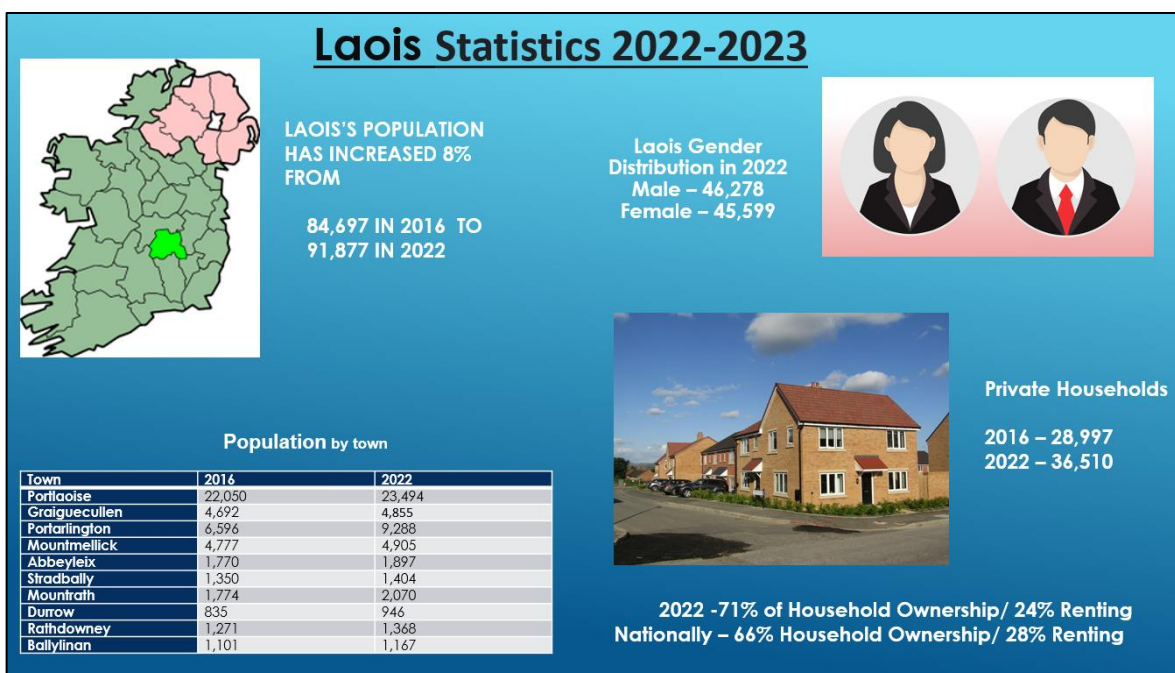 Laois Statistics 2022-2023
LAOIS'S POPULATION
HAS INCREASED 8%
FROM
84,697 IN 2016 TO
91,877 IN 2022
Laois Gender
Distribution in 2022
Male – 46,278
Female – 45,599
Private Households
2016 – 28,997
2022 – 36,510
Population by town
Town 2016 2022
Portlaoise 22,050 23,494
Graiguecullen 4,692 4,855
Portarlington 6,596 9,288
Mountmellick 4,777 4,905
Abbeyleix 1,770 1,897
Stradbally 1,350 1,404
Mountrath 1,774 2,070
Durrow 835 946
Rathdowney 1,271 1,368
Ballylinan 1,101 1,167
2022 -71% of Household Ownership/ 24% Renting
Nationally – 66% Household Ownership/ 28% Renting